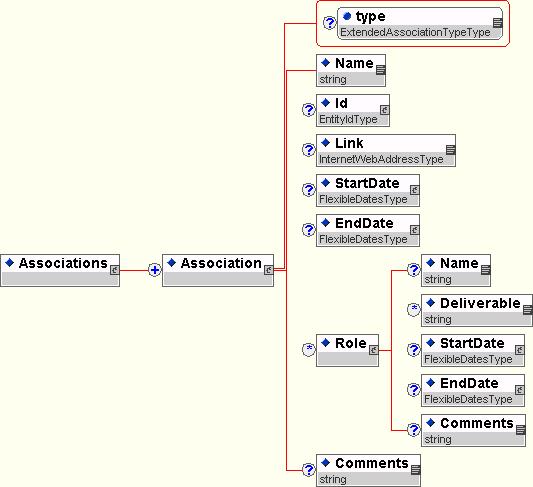 type
ExtendedAssociationTypeType
Name
string
Id
EntityIdType
Link
InternetWebAddressType
StartDate
FlexibleDatesType
EndDate
FlexibleDatesType
Associations
Association
Role
Name
string
Deliverable
string
StartDate
FlexibleDatesType
EndDate
FlexibleDatesType
Comments
string
Comments
string